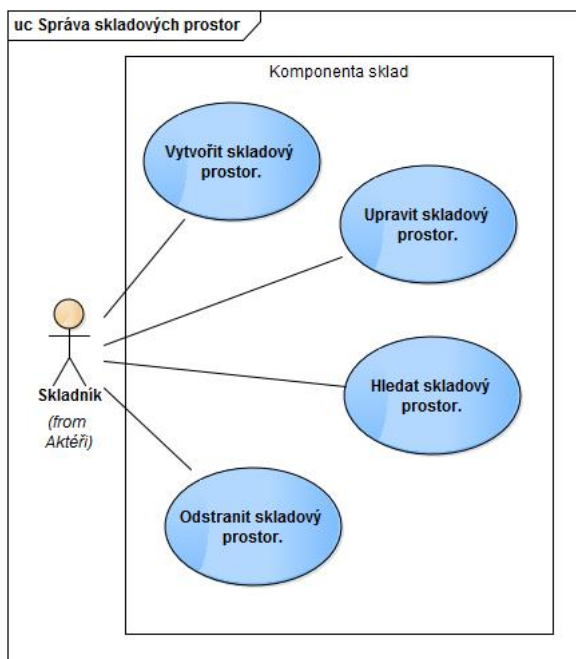 uc Správa skladových prostor
Komponenta sklad
Vytvořit skladový
prostor.
Upravit skladový
prostor.
Hledat skladový
prostor.
Odstranit skladový
prostor.
Skladník
(from
Aktéři)